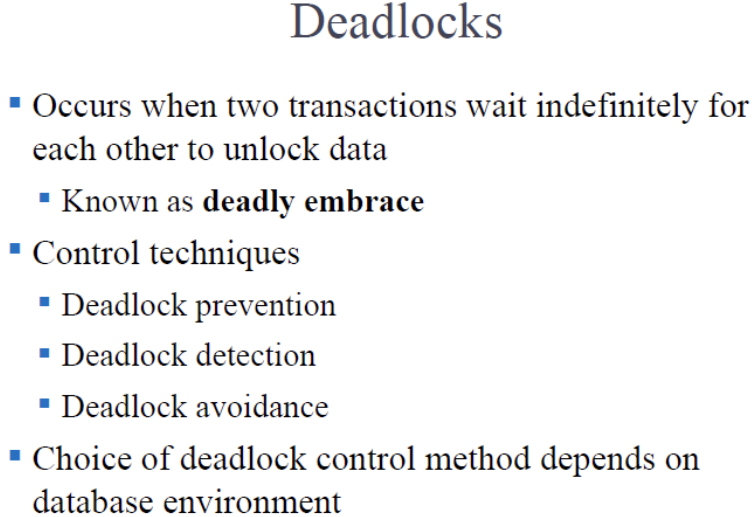 Deadlocks
▪ Occurs when two transactions wait indefinitely for
each other to unlock data
▪ Known as deadly embrace
▪ Control techniques
▪ Deadlock prevention
▪ Deadlock detection
▪ Deadlock avoidance
▪ Choice of deadlock control method depends on
database environment